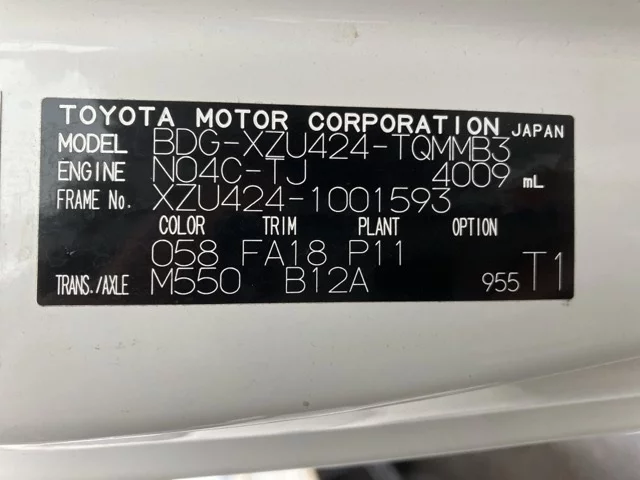 TOYOTA MOTOR CORPORATION JAPAN
MODEL BDG-XZU424-TQMMB3
ENGINE N04C-TJ 4009 mL
FRAME No. XZU424-1001593
COLOR TRIM PLANT OPTION
058 FA18 P11
TRANS./AXLE M550 B12A 955 T1